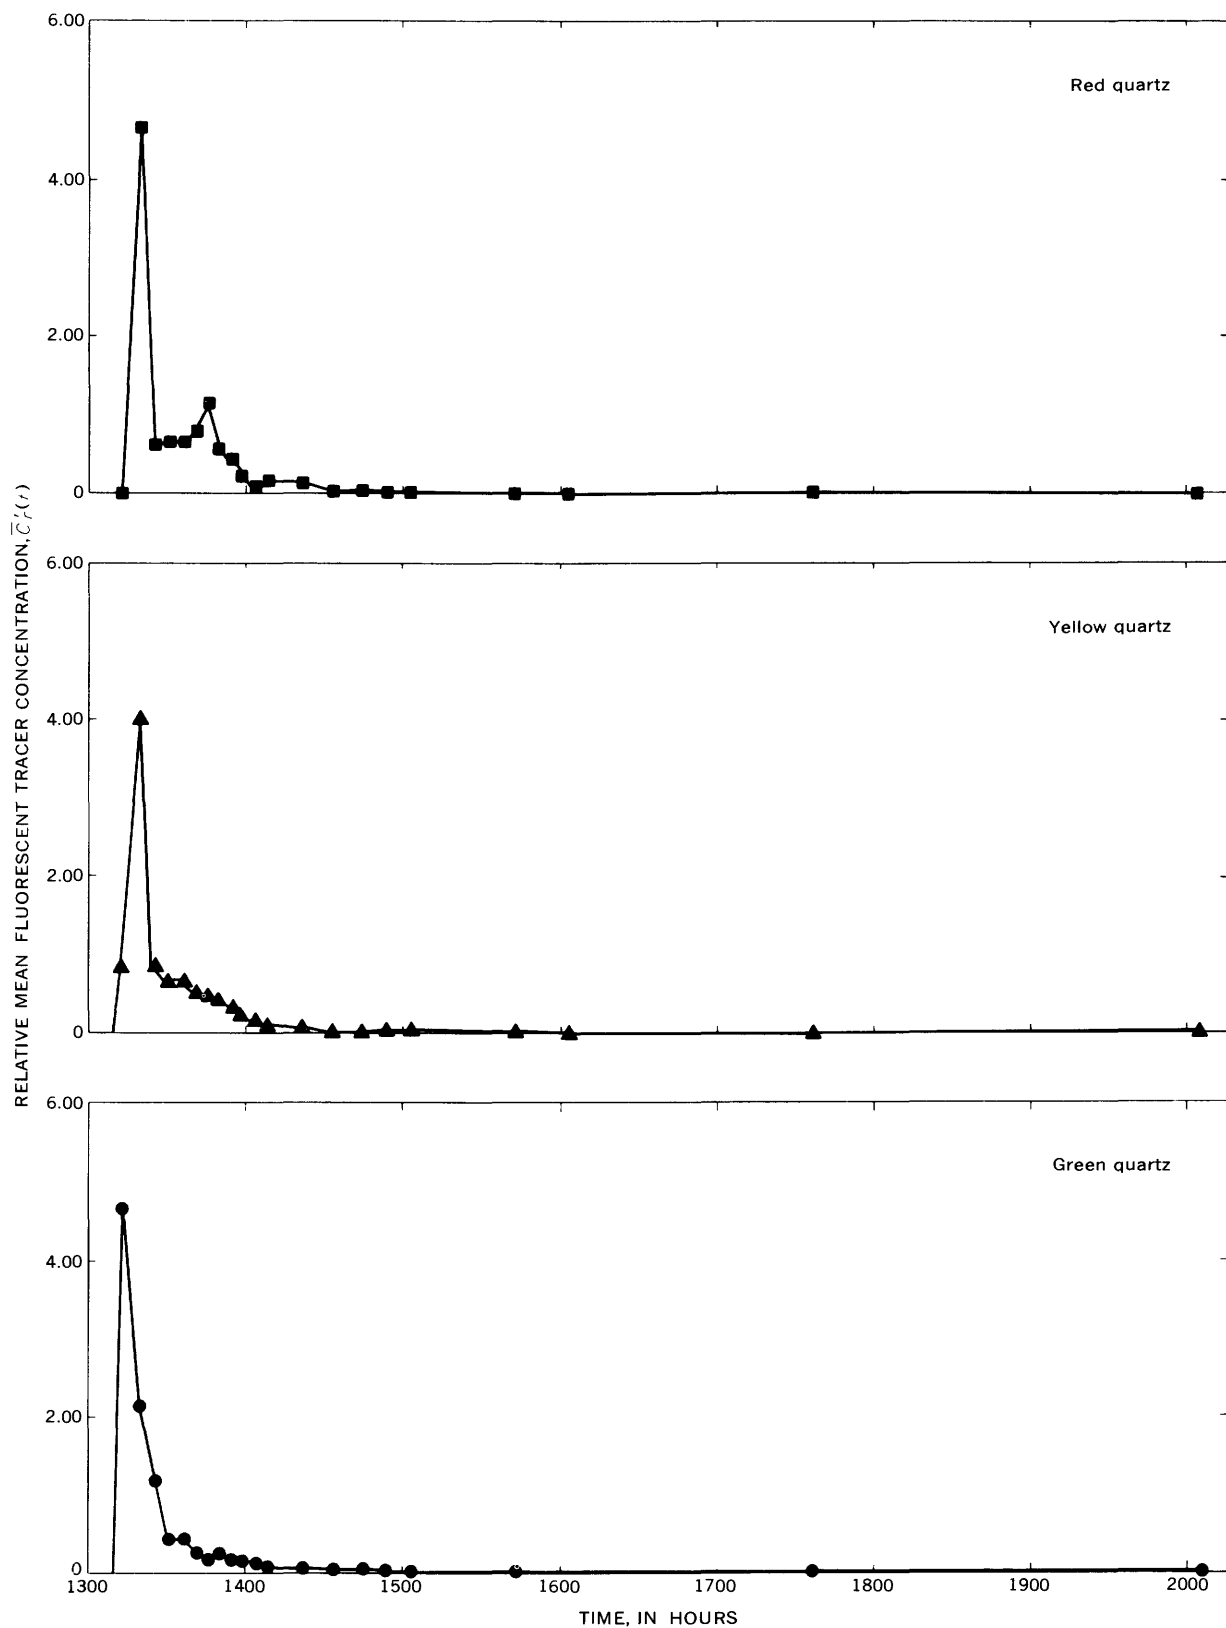 RELATIVE MEAN FLUORESCENT TRACER CONCENTRATION,
6.00
Red quartz
4.00
2.00
0
6.00
Yellow quartz
4.00
2.00
0
6.00
Green quartz
4.00
2.00
0
1300 1400 1500 1600 1700 1800 1900 2000
TIME, IN HOURS